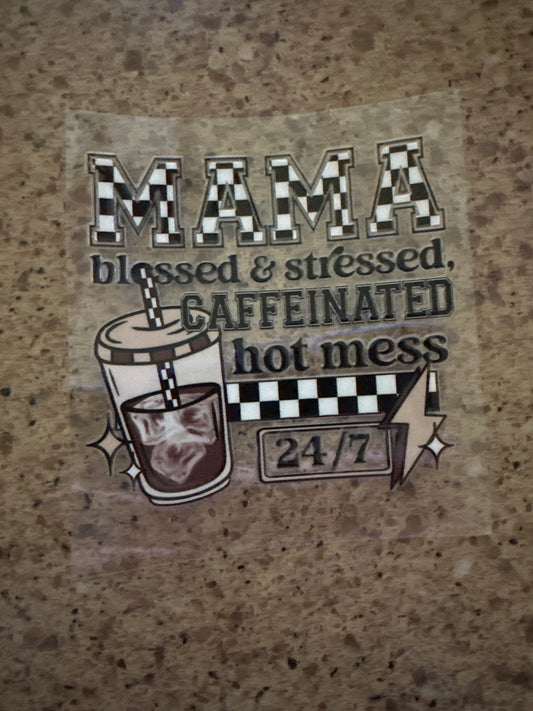 MAMA
blessed & stressed,
CAFFEINATED
hot mess
24/7